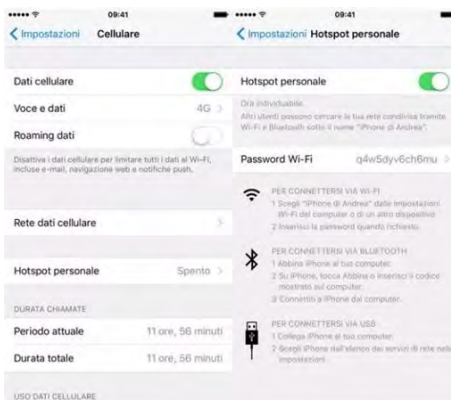 09:41
Impostazioni Cellulare
Dati cellulare
Voce e dati 4G
Roaming dati
Disattiva i dati cellulare per limitare tutti i dati al Wi-Fi,
incluse e-mail, navigazione web e notifiche push.
Rete dati cellulare
Hotspot personale Spento
DURATA CHIAMATE
Periodo attuale 11 ore, 56 minuti
Durata totale 11 ore, 56 minuti
USO DATI CELLULARE
09:41
Impostazioni Hotspot personale
Hotspot personale
Ora individuabile.
Altri utenti possono cercare la tua rete condivisa tramite
Wi-Fi e Bluetooth sotto il nome "iPhone di Andrea".
Password Wi-Fi q4w5dyv6ch6mu
PER CONNETTERSI VIA WI-FI
1 Scegli "iPhone di Andrea" dalle impostazioni
Wi-Fi del computer o di un altro dispositivo
2 Inserisci la password quando richiesto.
PER CONNETTERSI VIA BLUETOOTH
1 Abbina iPhone al tuo computer.
2 Su iPhone, tocca Abbina o inserisci il codice
mostrato sul computer.
3 Connettiti a iPhone dal computer.
PER CONNETTERSI VIA USB
1 Collega iPhone al tuo computer.
2 Scegli iPhone dall'elenco dei servizi di rete nelle
impostazioni.